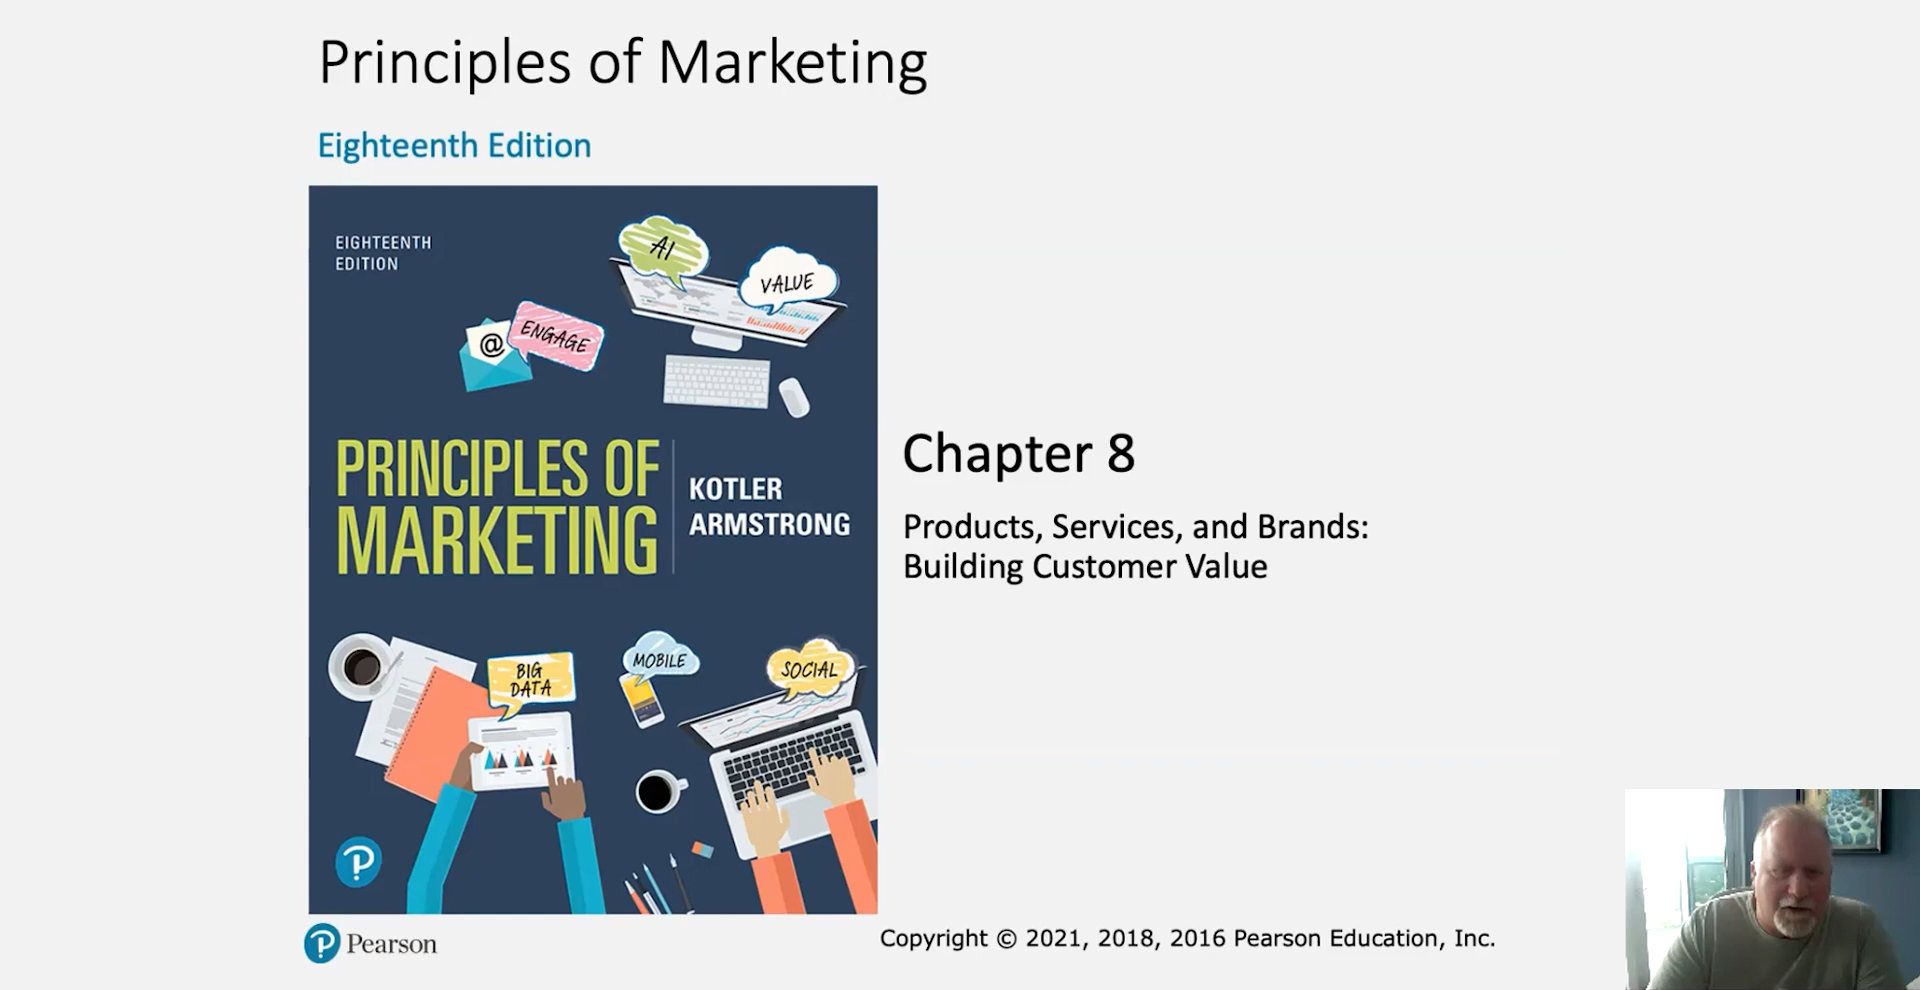 Principles of Marketing
Eighteenth Edition
EIGHTEENTH
EDITION
AI
VALUE
@
ENGAGE
PRINCIPLES OF
MARKETING
KOTLER
ARMSTRONG
Chapter 8
Products, Services, and Brands:
Building Customer Value
BIG
DATA
MOBILE
SOCIAL
P
P Pearson
Copyright © 2021, 2018, 2016 Pearson Education, Inc.